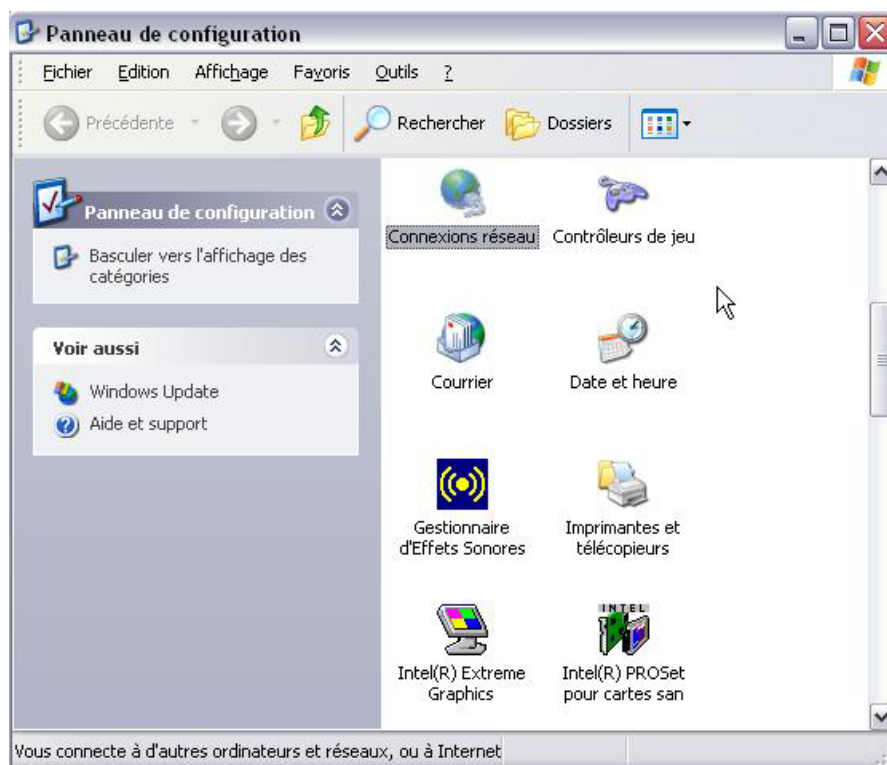 Panneau de configuration
Fichier Edition Affichage Favoris Outils ?
Précédente Rechercher Dossiers
Panneau de configuration
Basculer vers l'affichage des
catégories
Voir aussi
Windows Update
Aide et support
Connexions réseau Contrôleurs de jeu
Courrier Date et heure
Gestionnaire
d'Effets Sonores
Imprimantes et
télécopieurs
Intel(R) Extreme
Graphics
INTEL
Intel(R) PROSet
pour cartes san
Vous connecte à d'autres ordinateurs et réseaux, ou à Internet